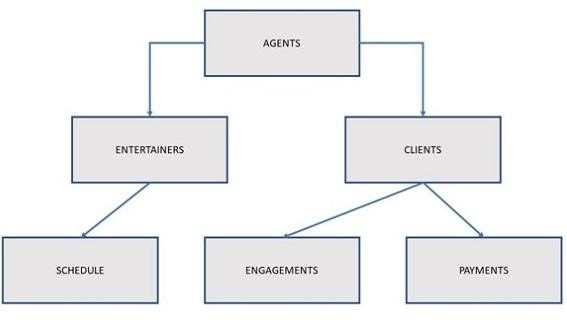 AGENTS
ENTERTAINERS
CLIENTS
SCHEDULE
ENGAGEMENTS
PAYMENTS